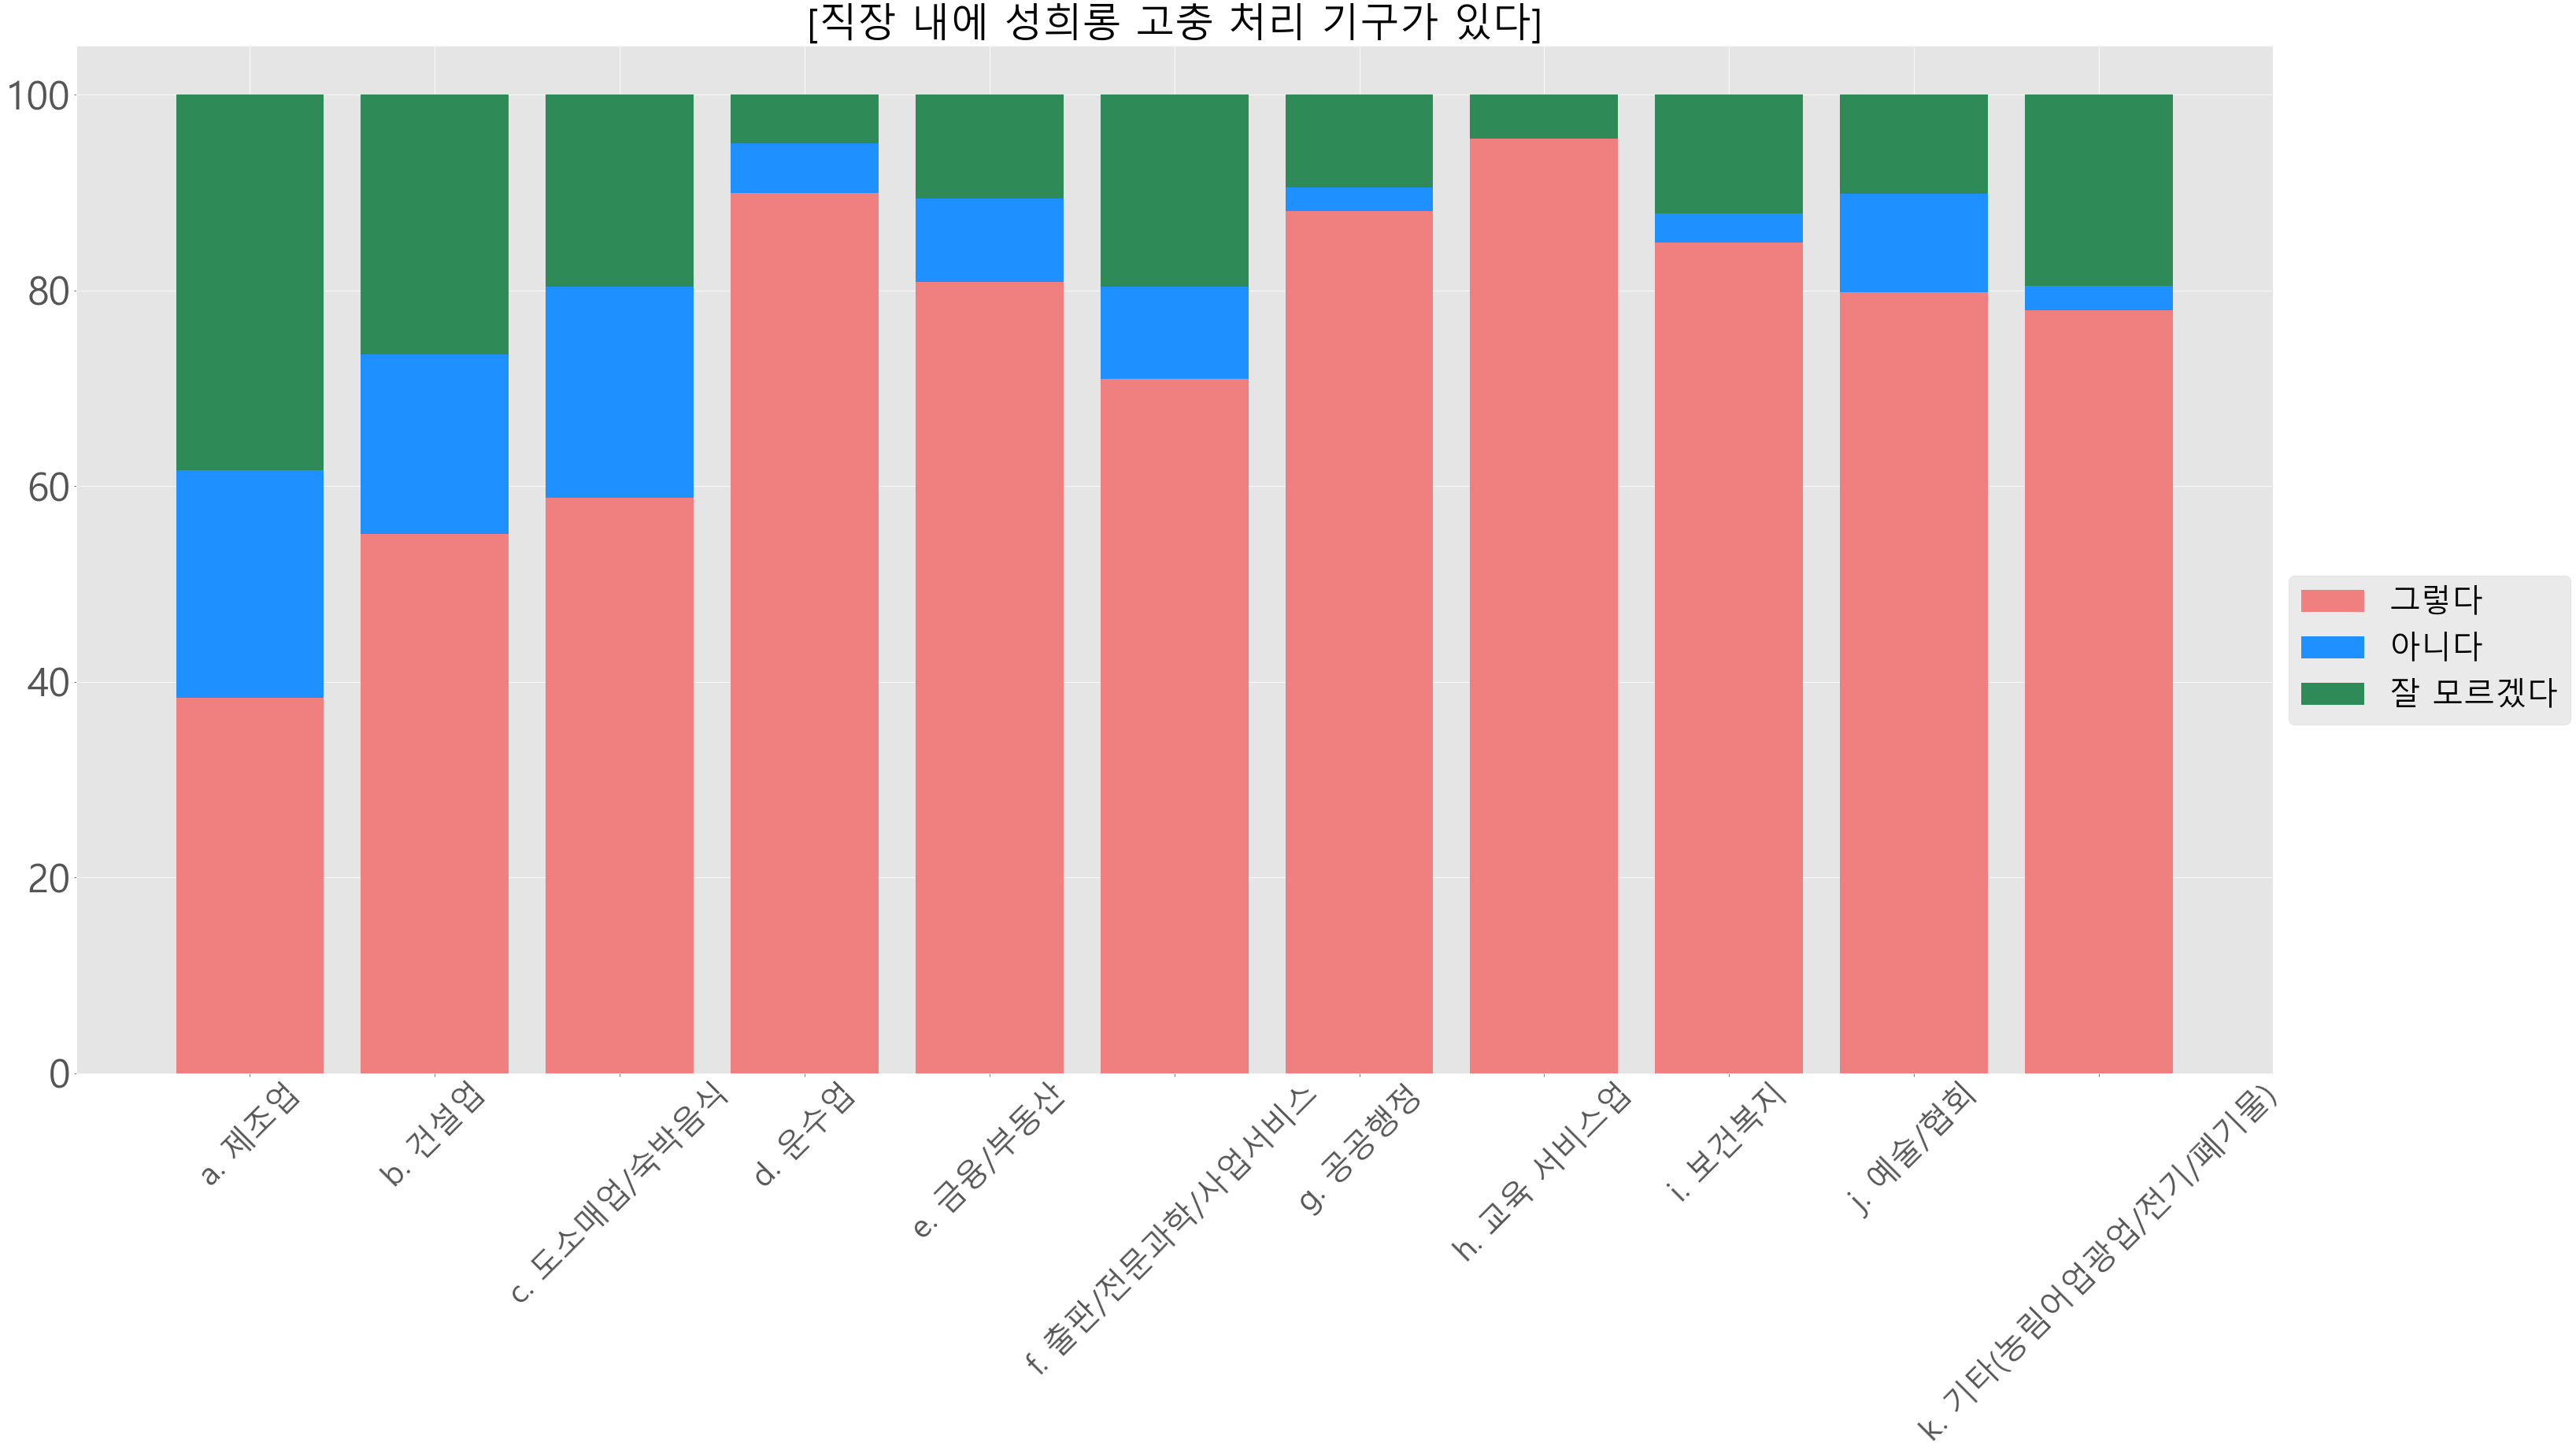 [직장 내에 성희롱 고충 처리 기구가 있다]
100
80
60
40
20
0
a. 제조업
b. 건설업
c. 도소매업/숙박음식
d. 운수업
e. 금융/부동산
f. 출판/전문과학/사업서비스
g. 공공행정
h. 교육 서비스업
i. 보건복지
j. 예술/협회
k. 기타(농림어업광업/전기/폐기물)
그렇다
아니다
잘 모르겠다